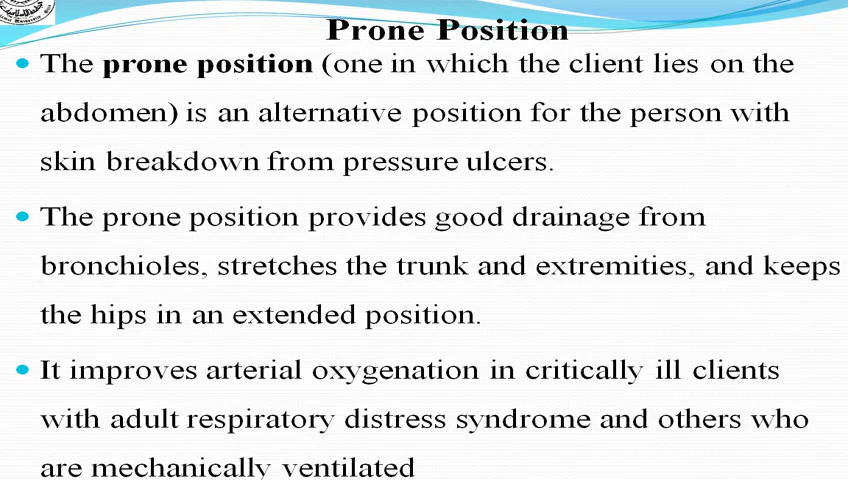 Prone Position
• The prone position (one in which the client lies on the
abdomen) is an alternative position for the person with
skin breakdown from pressure ulcers.
• The prone position provides good drainage from
bronchioles, stretches the trunk and extremities, and keeps
the hips in an extended position.
• It improves arterial oxygenation in critically ill clients
with adult respiratory distress syndrome and others who
are mechanically ventilated